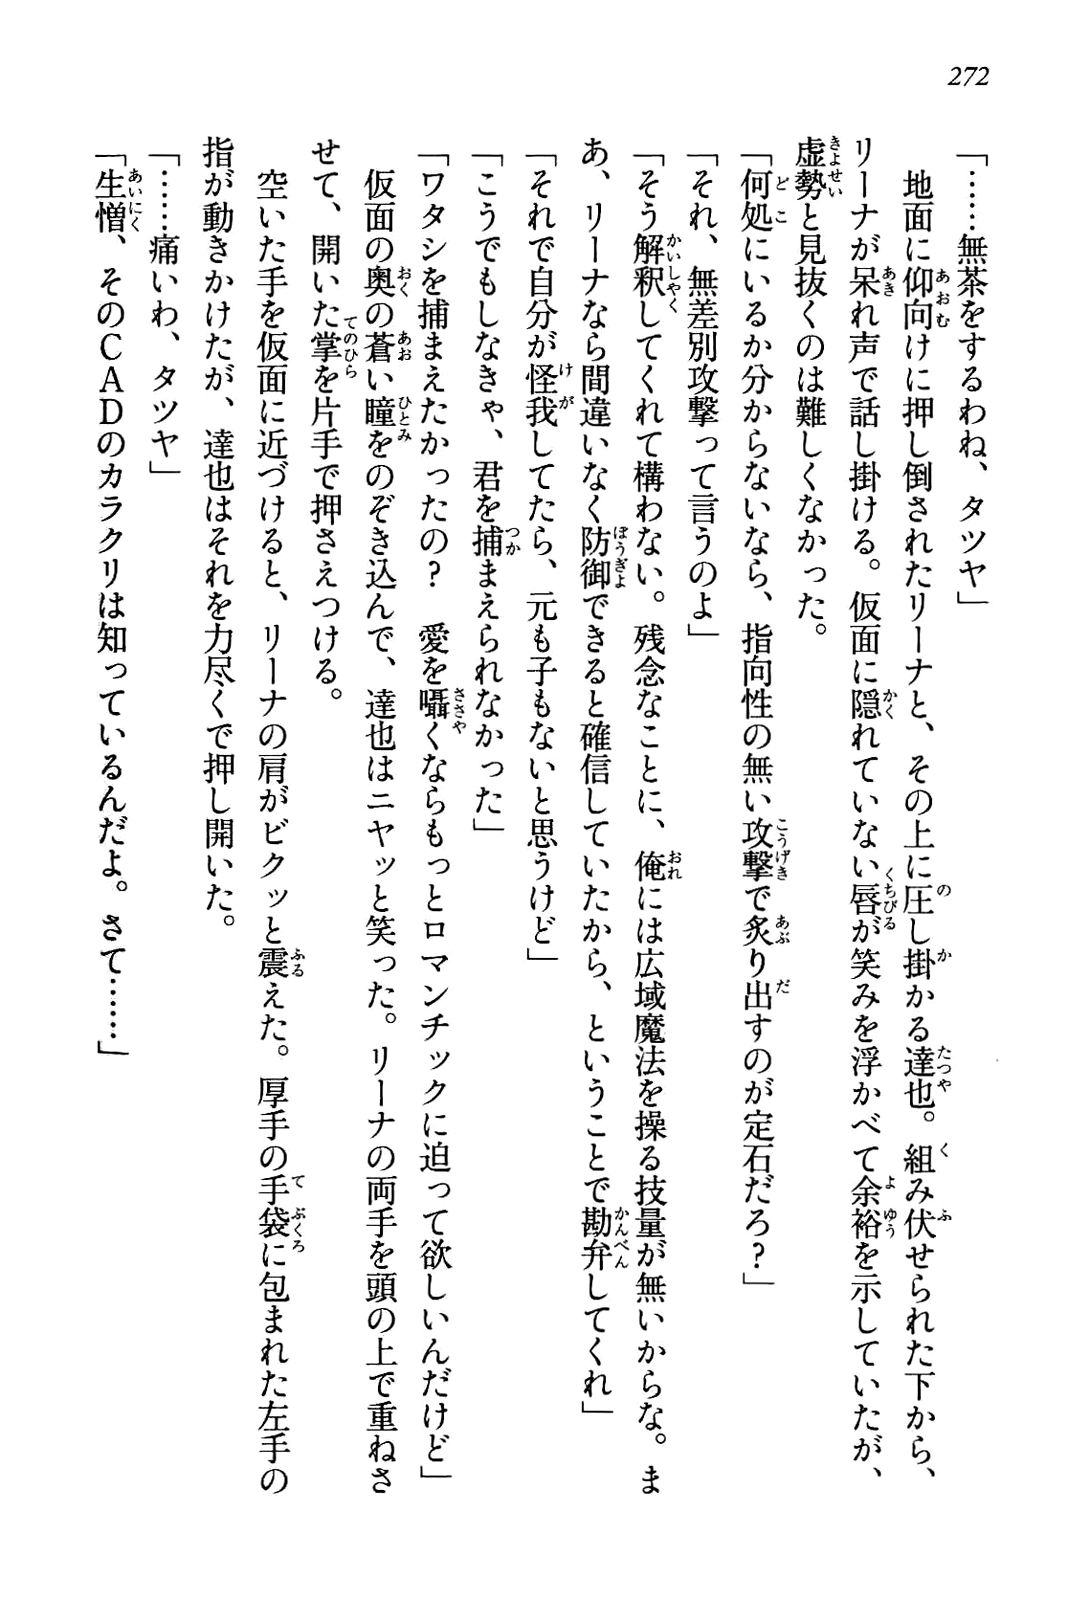 272
「……無茶をするわね、タツヤ」
　地面に仰向けに押し倒されたリーナと、その上に圧し掛かる達也。組み伏せられた下から、
リーナが呆れ声で話し掛ける。仮面に隠れていない唇が笑みを浮かべて余裕を示していたが、
虚勢と見抜くのは難しくなかった。
「何処にいるか分からないなら、指向性の無い攻撃で炙り出すのが定石だろ？」
「それ、無差別攻撃って言うのよ」
「そう解釈してくれて構わない。残念なことに、俺には広域魔法を操る技量が無いからな。ま
あ、リーナなら間違いなく防御できると確信していたから、ということで勘弁してくれ」
「それで自分が怪我してたら、元も子もないと思うけど」
「こうでもしなきゃ、君を捕まえられなかった」
「ワタシを捕まえたかったの？　愛を囁くならもっとロマンチックに迫って欲しいんだけど」
　仮面の奥の蒼い瞳をのぞき込んで、達也はニヤッと笑った。リーナの両手を頭の上で重ねさ
せて、開いた掌を片手で押さえつける。
　空いた手を仮面に近づけると、リーナの肩がビクッと震えた。厚手の手袋に包まれた左手の
指が動きかけたが、達也はそれを力尽くで押し開いた。
「……痛いわ、タツヤ」
「生憎、そのＣＡＤのカラクリは知っているんだよ。さて……」